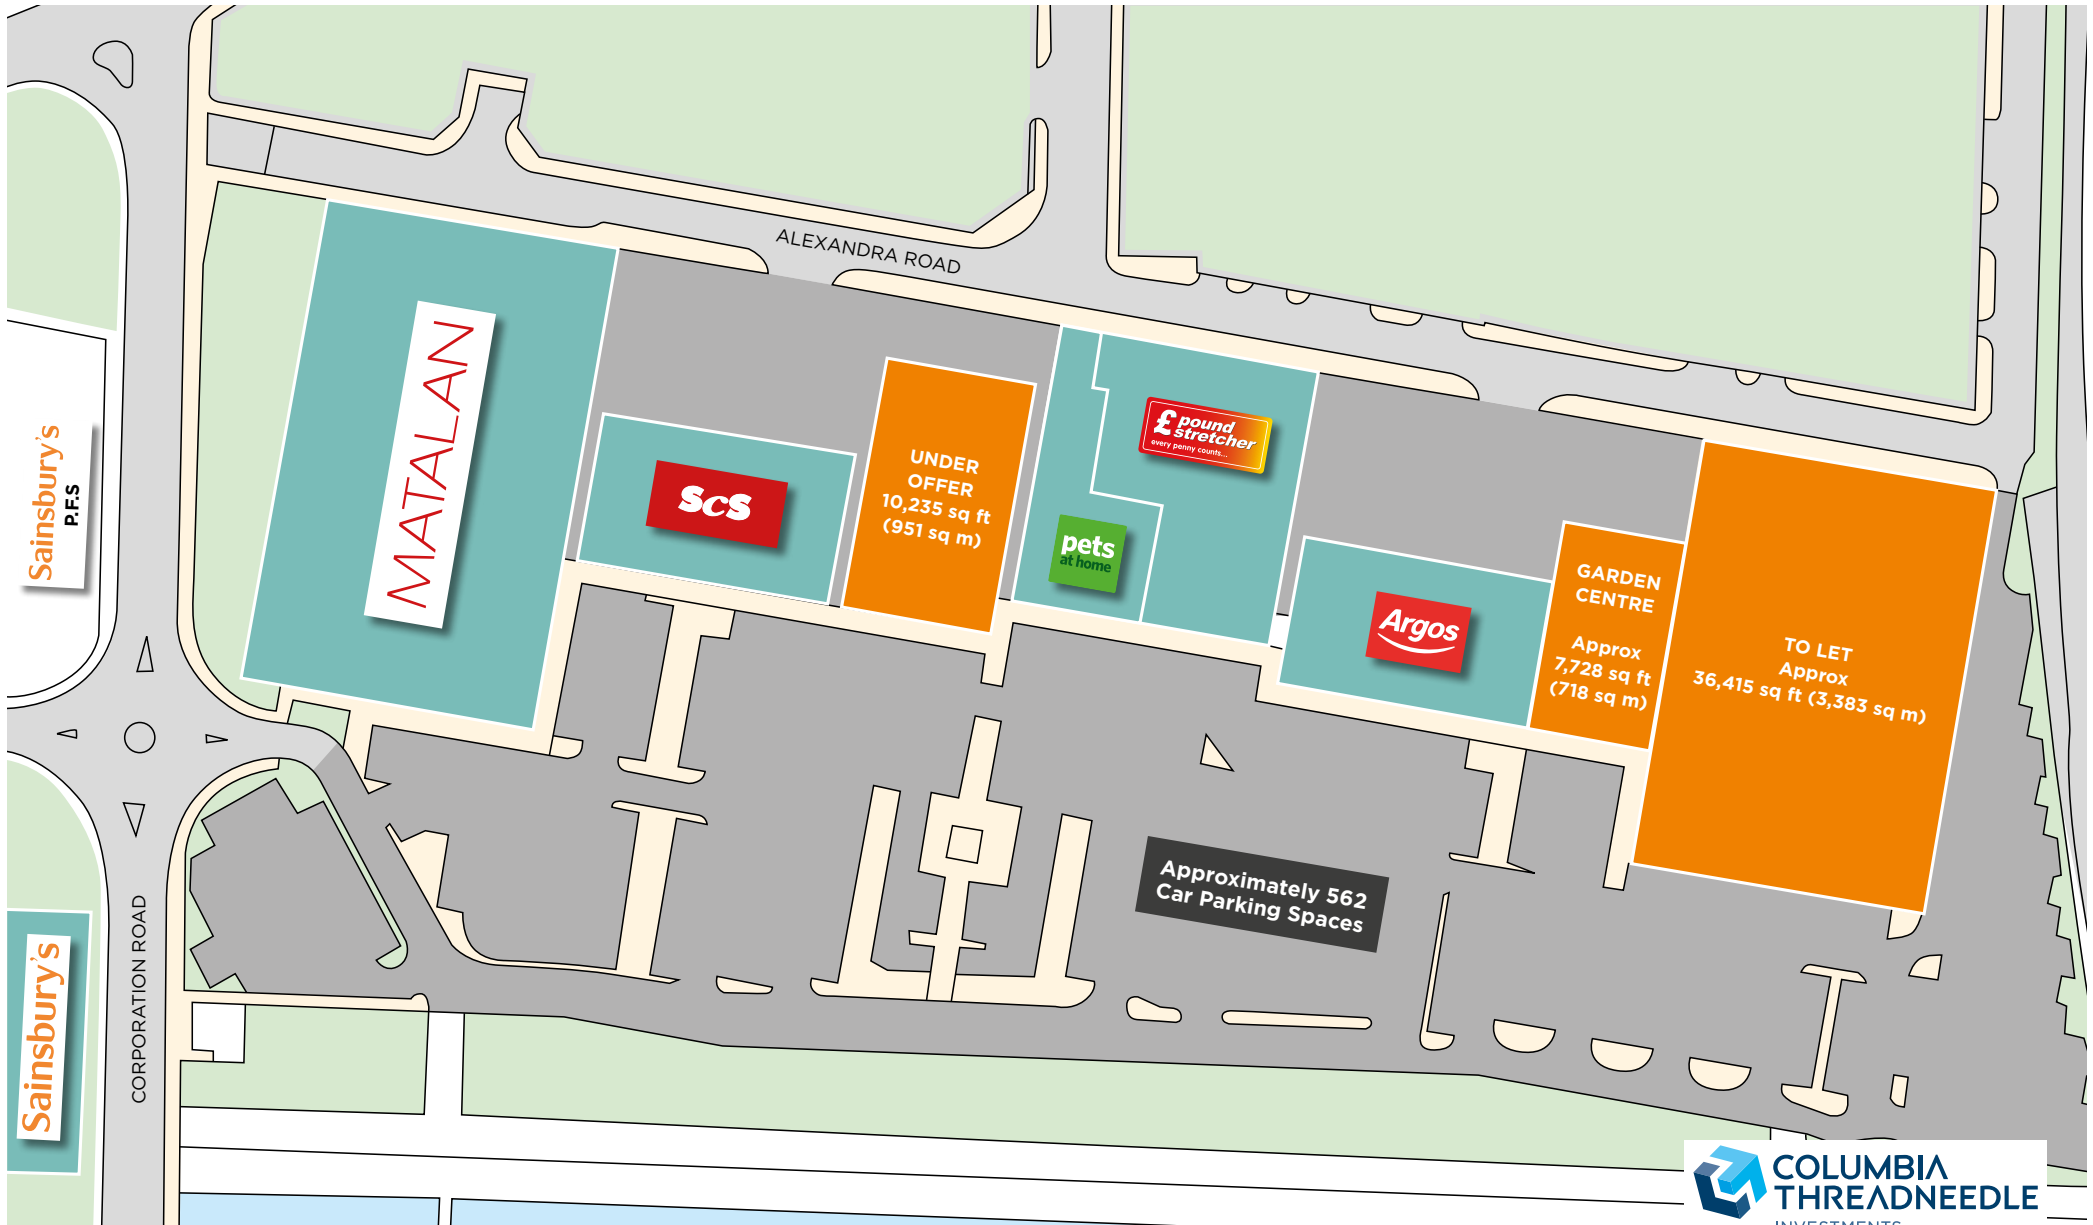 ALEXANDRA ROAD
MATALAN
Sainsbury's
P.F.S
scs
UNDER
OFFER
10,235 sq ft
(951 sq m)
£ pound
stretcher
every penny counts...
pets
at home
Argos
GARDEN
CENTRE
Approx
7,728 sq ft
(718 sq m)
TO LET
Approx
36,415 sq ft (3,383 sq m)
Approximately 562
Car Parking Spaces
CORPORATION ROAD
Sainsbury's
COLUMBIA
THREADNEEDLE
INVESTMENTS